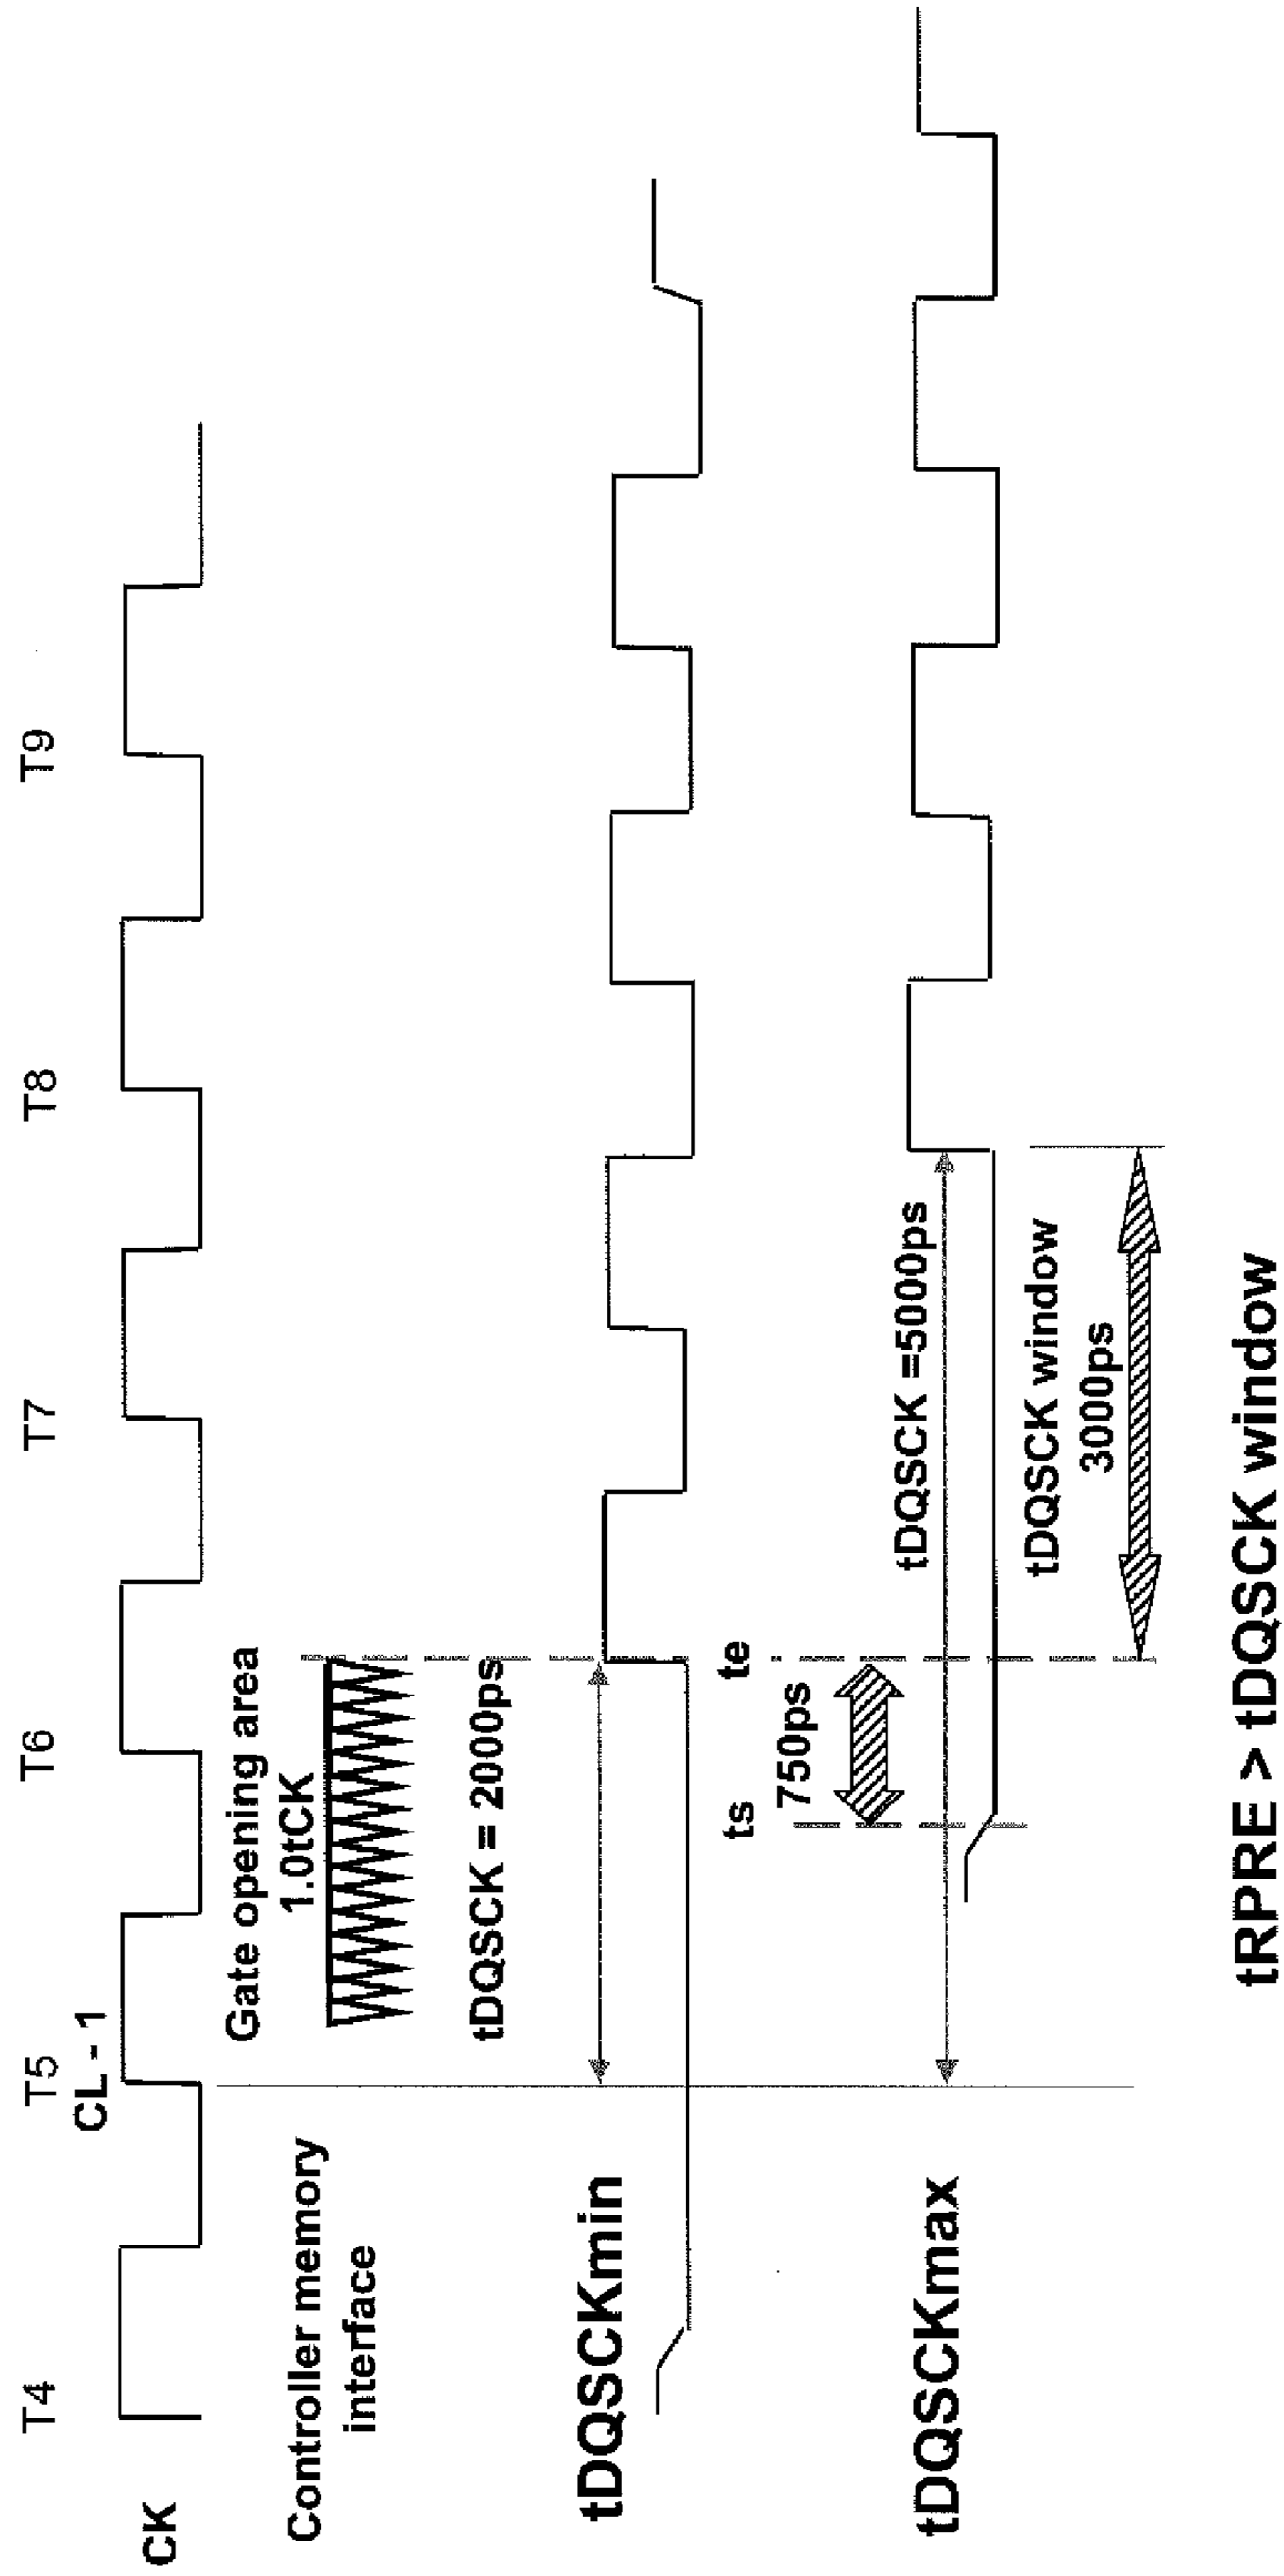 T4 T5 T6 T7 T8 T9
CL - 1
CK
Gate opening area
1.0tCK
Controller memory
interface
tDQSCK = 2000ps
tDQSCKmin
ts te
750ps
tDQSCK =5000ps
tDQSCKmax
tDQSCK window
3000ps
tRPRE > tDQSCK window